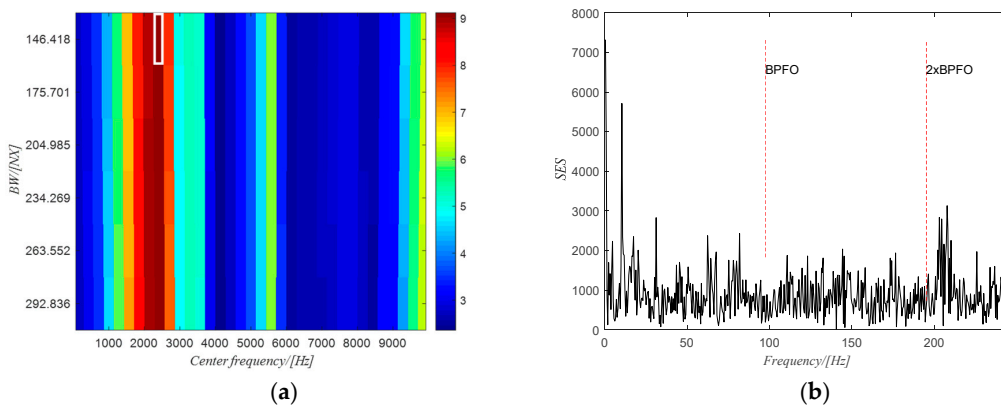 146.418
175.701
204.985
234.269
263.552
292.836
BW/[NX]
1000 2000 3000 4000 5000 6000 7000 8000 9000
Center frequency/[Hz]
9
8
7
6
5
4
3
(a)
8000
7000
6000
5000
4000
3000
2000
1000
0
SES
BPFO
2xBPFO
0 50 100 150 200
Frequency/[Hz]
(b)